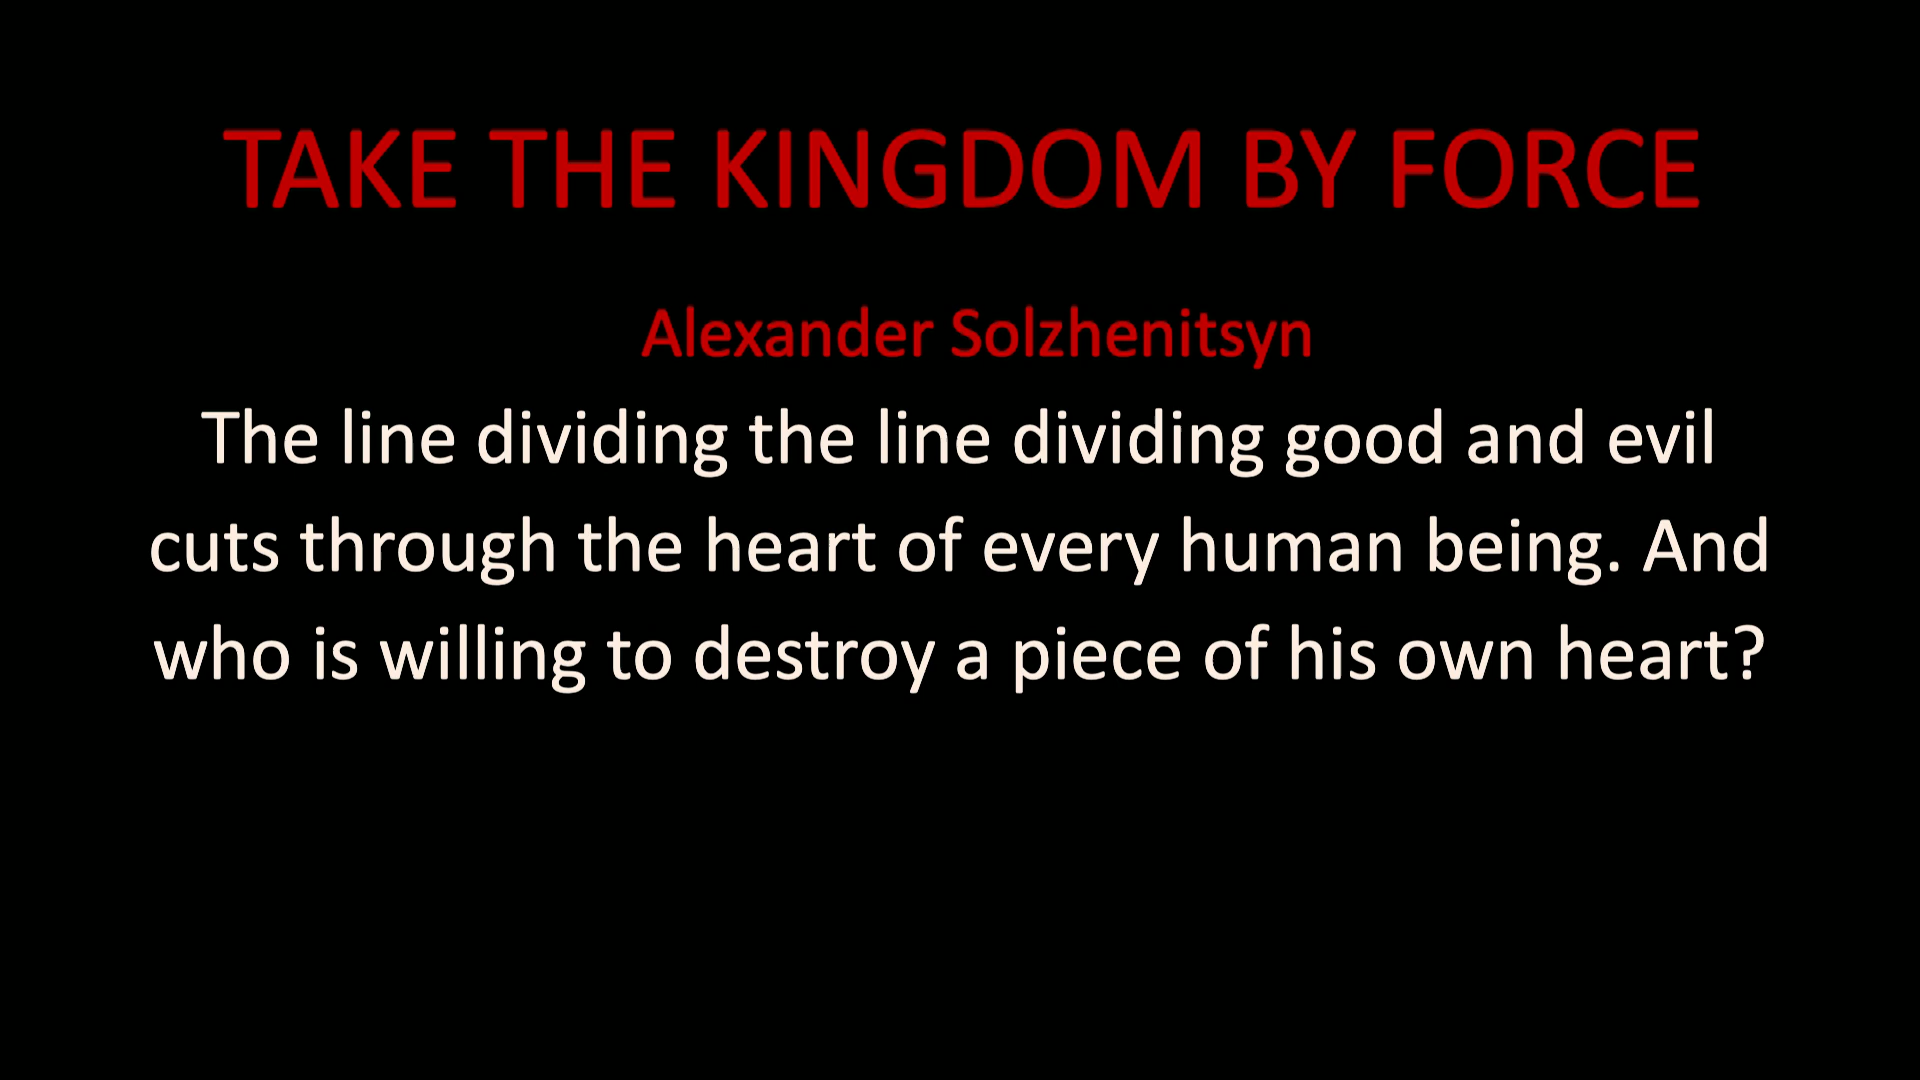 TAKE THE KINGDOM BY FORCE
Alexander Solzhenitsyn
The line dividing the line dividing good and evil
cuts through the heart of every human being. And
who is willing to destroy a piece of his own heart?